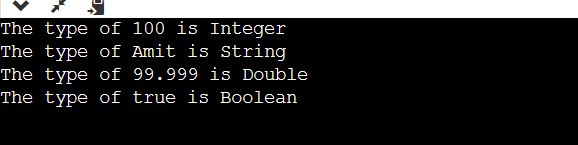 The type of 100 is Integer
The type of Amit is String
The type of 99.999 is Double
The type of true is Boolean